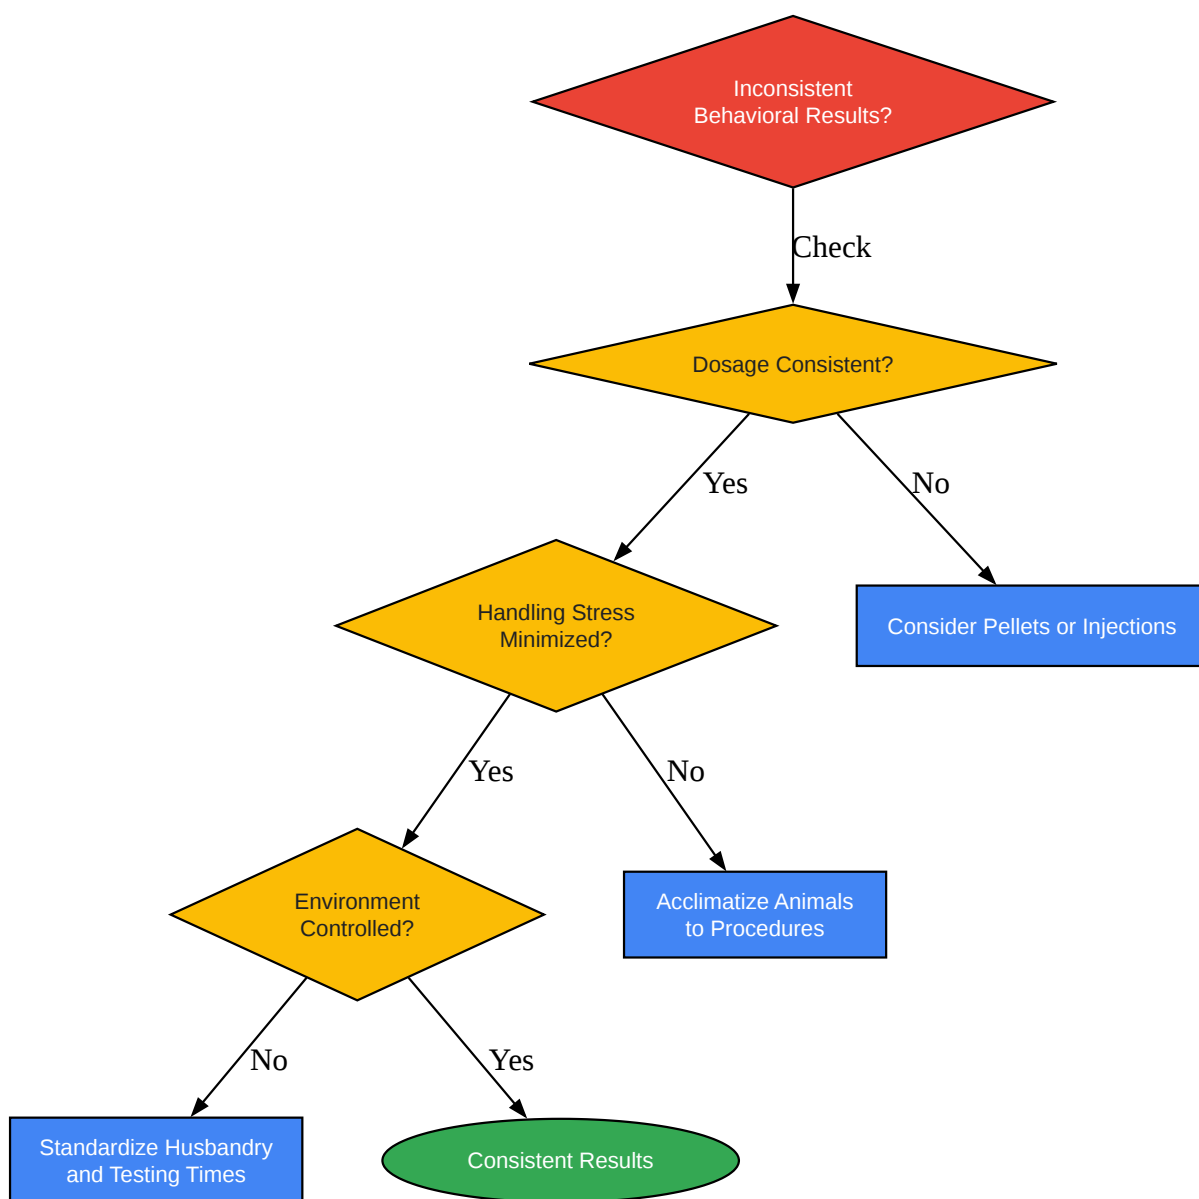 Inconsistent
Behavioral Results?
Check
Dosage Consistent?
Yes
No
Handling Stress
Minimized?
Consider Pellets or Injections
Yes
No
Environment
Controlled?
Acclimatize Animals
to Procedures
No
Yes
Standardize Husbandry
and Testing Times
Consistent Results